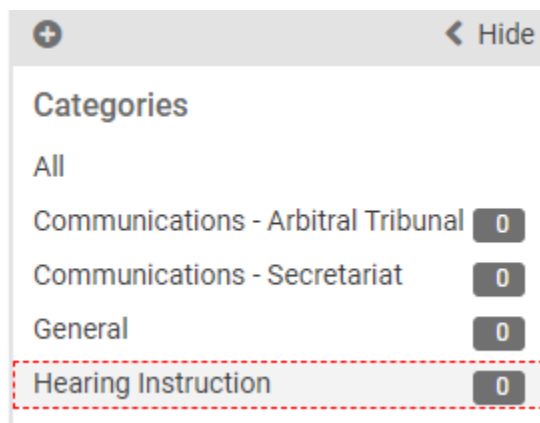 Hide
Categories
All
Communications - Arbitral Tribunal 0
Communications - Secretariat 0
General 0
Hearing Instruction 0